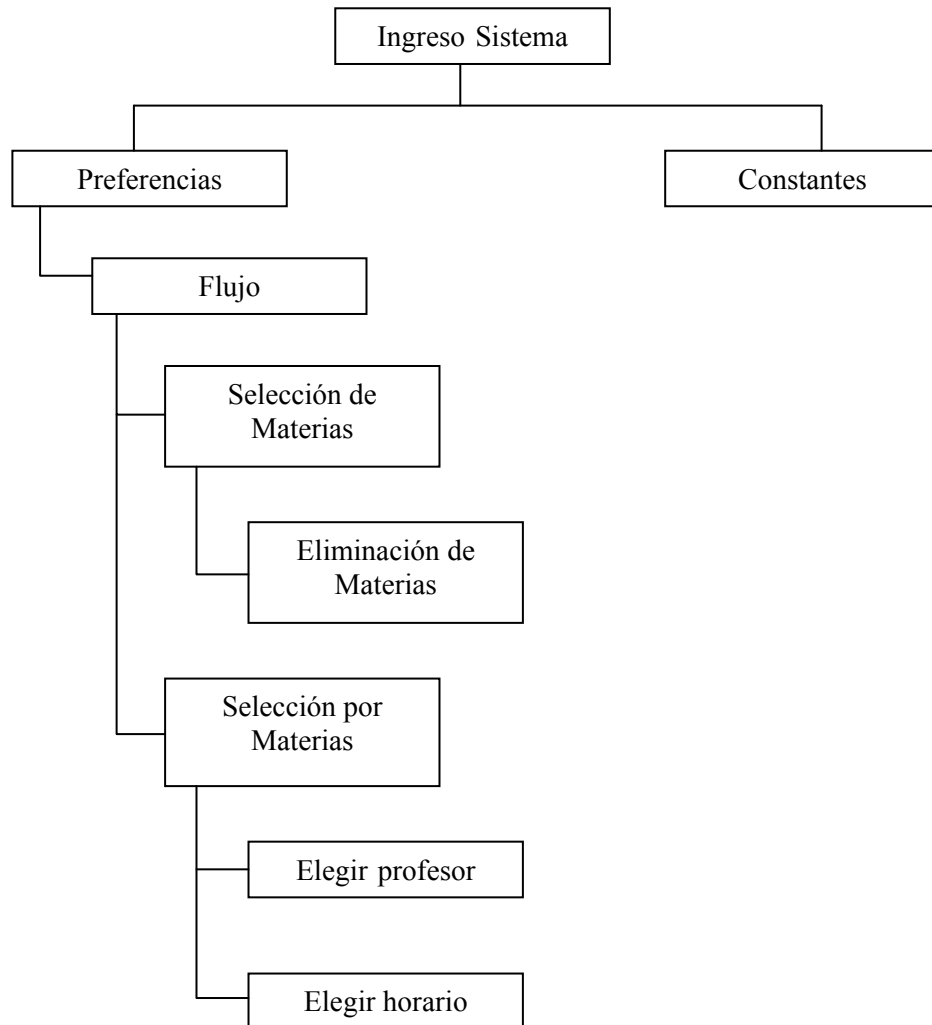 Ingreso Sistema
Preferencias
Constantes
Flujo
Selección de
Materias
Eliminación de
Materias
Selección por
Materias
Elegir profesor
Elegir horario